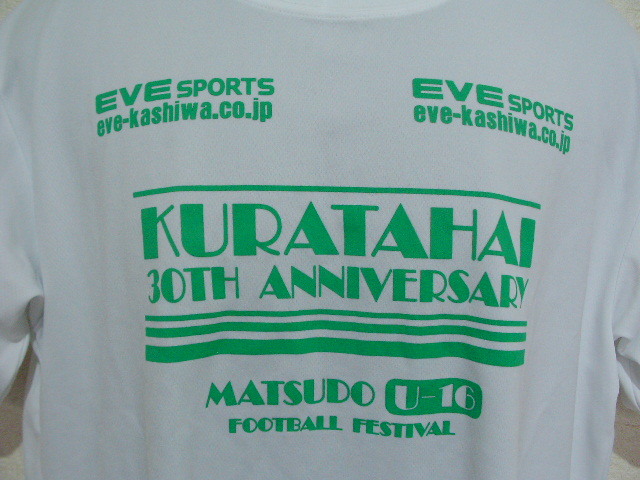 EVE SPORTS
eve-kashiwa.co.jp
EVE SPORTS
eve-kashiwa.co.jp
KURATAHAI
30TH ANNIVERSARY
MATSUDO U-16
FOOTBALL FESTIVAL